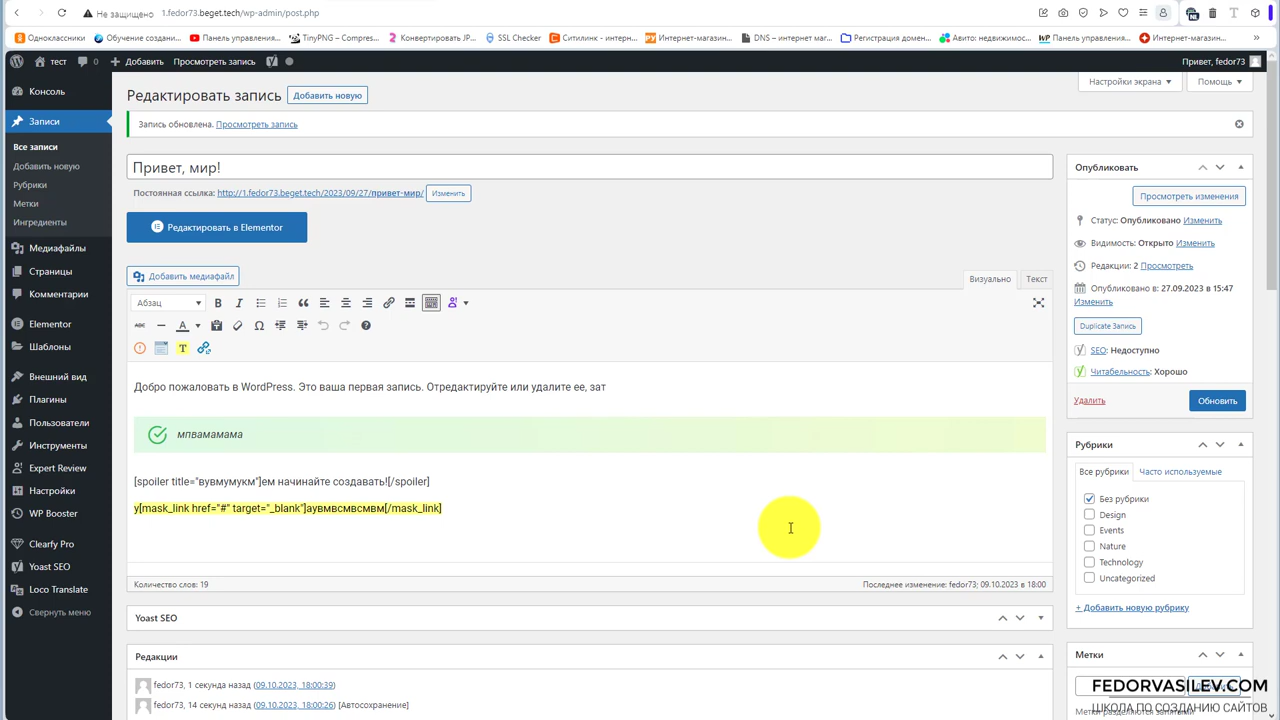 Не защищено 1.fedor73.beget.tech/wp-admin/post.php
Одноклассники Обучение создани... Панель управления... TinyPNG – Compres... Конвертировать JP... SSL Checker Ситилинк - интерн... Интернет-магазин... DNS – интернет маг... Регистрация домен... Авито: недвижимос... Панель управления... Интернет-магазин...
тест 0 Добавить Просмотреть запись Привет, fedor73
Настройки экрана Помощь
Консоль
Записи
Все записи
Добавить новую
Рубрики
Метки
Ингредиенты
Медиафайлы
Страницы
Комментарии
Elementor
Шаблоны
Внешний вид
Плагины
Пользователи
Инструменты
Expert Review
Настройки
WP Booster
Clearfy Pro
Yoast SEO
Loco Translate
Свернуть меню
Редактировать запись Добавить новую
Запись обновлена. Просмотреть запись
Привет, мир!
Постоянная ссылка: http://1.fedor73.beget.tech/2023/09/27/привет-мир/ Изменить
Редактировать в Elementor
Добавить медиафайл
Визуально Текст
Абзац
Добро пожаловать в WordPress. Это ваша первая запись. Отредактируйте или удалите ее, зат
мпвамамама
[spoiler title="вувмумукм"]ем начинайте создавать![/spoiler]
у[mask_link href="#" target="_blank"]аувмвсмвсмвм[/mask_link]
Количество слов: 19 Последнее изменение: fedor73; 09.10.2023 в 18:00
Yoast SEO
Редакции
fedor73, 1 секунда назад (09.10.2023, 18:00:39)
fedor73, 14 секунд назад (09.10.2023, 18:00:26) [Автосохранение]
Опубликовать
Просмотреть изменения
Статус: Опубликовано Изменить
Видимость: Открыто Изменить
Редакции: 2 Просмотреть
Опубликовано в: 27.09.2023 в 15:47
Изменить
Duplicate Запись
SEO: Недоступно
Читабельность: Хорошо
Удалить Обновить
Рубрики
Все рубрики Часто используемые
Без рубрики
Design
Events
Nature
Technology
Uncategorized
+ Добавить новую рубрику
Метки
FEDORVASILEV.COM
ШКОЛА ПО СОЗДАНИЮ САЙТОВ